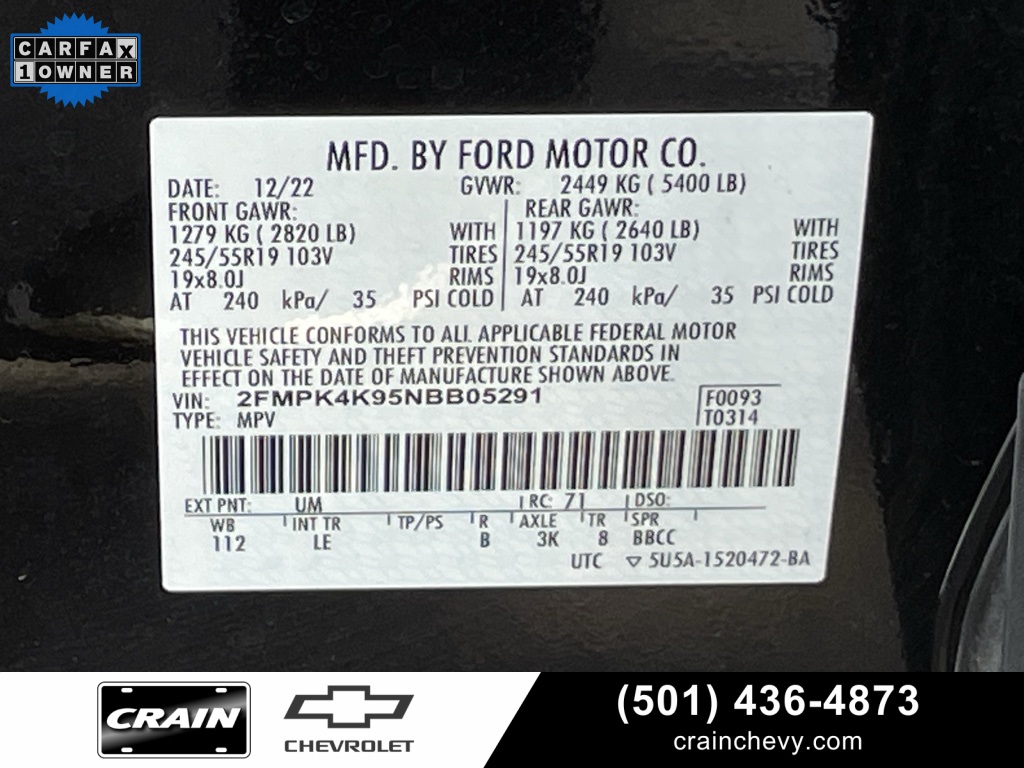 CARFAX
1 OWNER
MFD. BY FORD MOTOR CO.
DATE: 12/22 GVWR: 2449 KG ( 5400 LB)
FRONT GAWR: REAR GAWR:
1279 KG ( 2820 LB) WITH 1197 KG ( 2640 LB) WITH
245/55R19 103V TIRES 245/55R19 103V TIRES
19x8.0J RIMS 19x8.0J RIMS
AT 240 kPa/ 35 PSI COLD AT 240 kPa/ 35 PSI COLD
THIS VEHICLE CONFORMS TO ALL APPLICABLE FEDERAL MOTOR
VEHICLE SAFETY AND THEFT PREVENTION STANDARDS IN
EFFECT ON THE DATE OF MANUFACTURE SHOWN ABOVE.
VIN: 2FMPK4K95NBB05291 F0093
TYPE: MPV T0314
EXT PNT: UM RC: 71 DSO:
WB INT TR TP/PS R AXLE TR SPR
112 LE B 3K 8 BBCC
UTC ▽ 5U5A-1520472-BA
CRAIN
CHEVROLET
(501) 436-4873
crainchevy.com